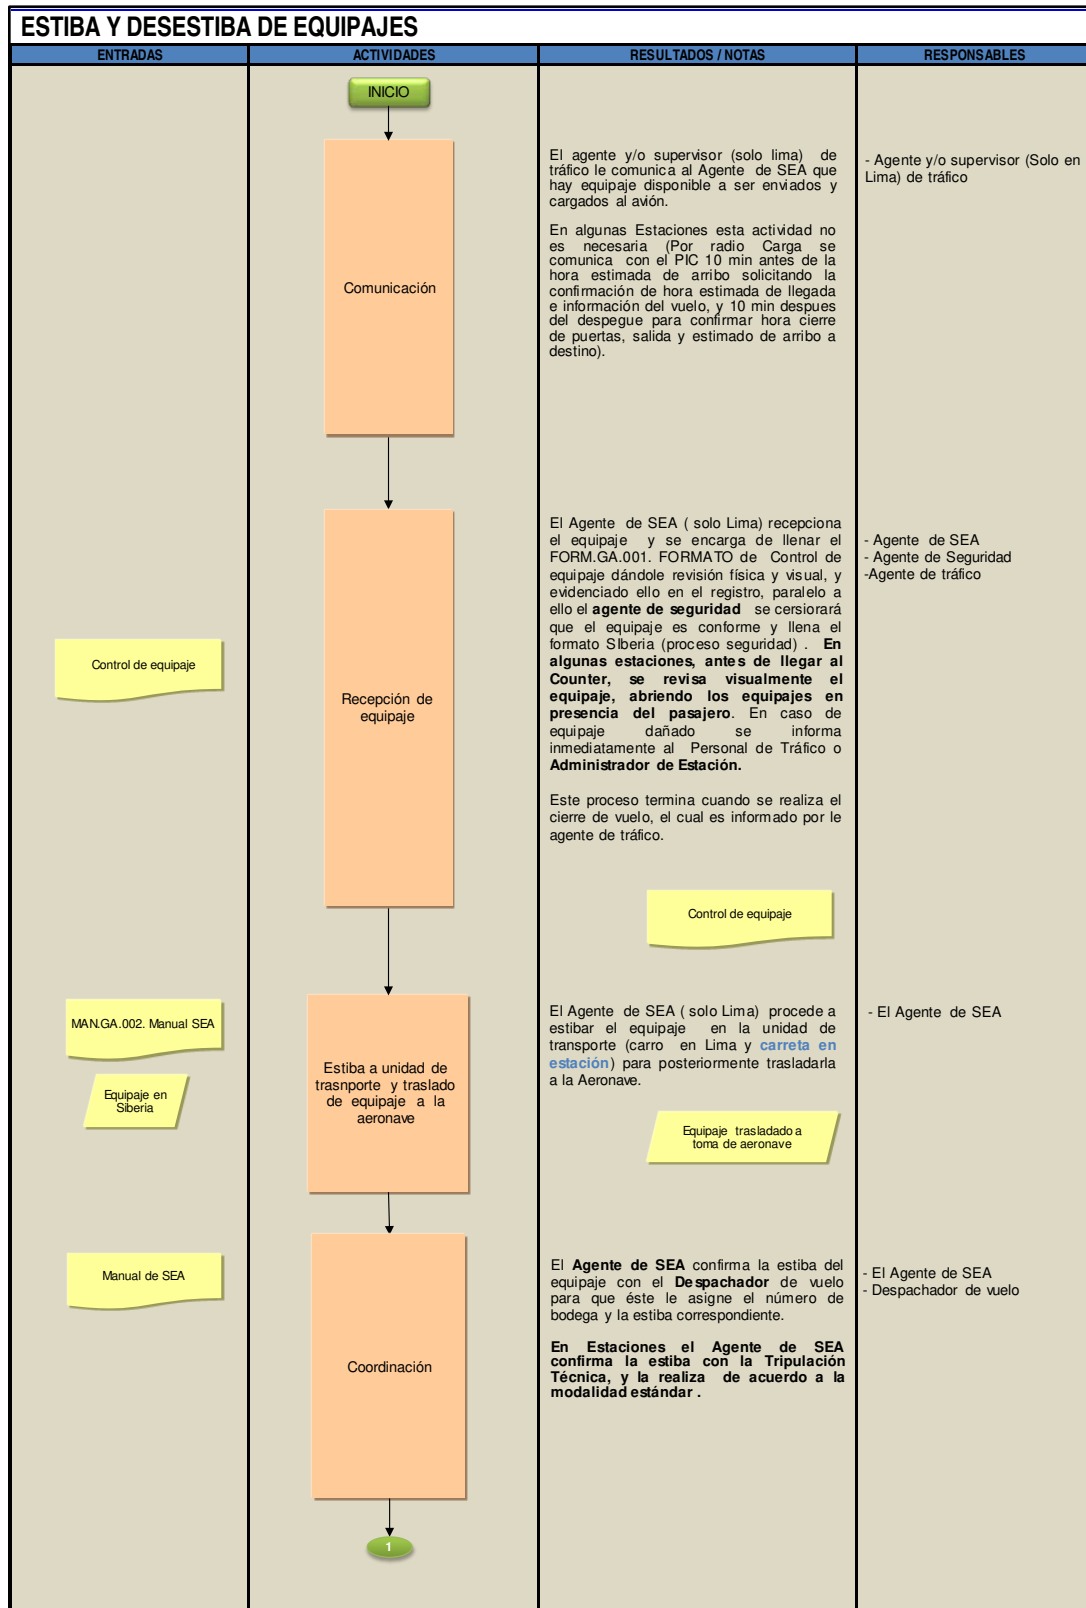 ESTIBA Y DESESTIBA DE EQUIPAJES
ENTRADAS
ACTIVIDADES
RESULTADOS / NOTAS
RESPONSABLES
INICIO
Comunicación
El agente y/o supervisor (solo lima) de
tráfico le comunica al Agente de SEA que
hay equipaje disponible a ser enviados y
cargados al avión.
En algunas Estaciones esta actividad no
es necesaria (Por radio Carga se
comunica con el PIC 10 min antes de la
hora estimada de arribo solicitando la
confirmación de hora estimada de llegada
e información del vuelo, y 10 min despues
del despegue para confirmar hora cierre
de puertas, salida y estimado de arribo a
destino).
- Agente y/o supervisor (Solo en
Lima) de tráfico
Control de equipaje
Recepción de
equipaje
El Agente de SEA ( solo Lima) recepciona
el equipaje y se encarga de llenar el
FORM.GA.001. FORMATO de Control de
equipaje dándole revisión física y visual, y
evidenciado ello en el registro, paralelo a
ello el agente de seguridad se cersiorará
que el equipaje es conforme y llena el
formato SIberia (proceso seguridad) . En
algunas estaciones, antes de llegar al
Counter, se revisa visualmente el
equipaje, abriendo los equipajes en
presencia del pasajero. En caso de
equipaje dañado se informa
inmediatamente al Personal de Tráfico o
Administrador de Estación.
Este proceso termina cuando se realiza el
cierre de vuelo, el cual es informado por le
agente de tráfico.
Control de equipaje
- Agente de SEA
- Agente de Seguridad
-Agente de tráfico
MAN.GA.002. Manual SEA
Equipaje en
Siberia
Estiba a unidad de
trasnporte y traslado
de equipaje a la
aeronave
El Agente de SEA ( solo Lima) procede a
estibar el equipaje en la unidad de
transporte (carro en Lima y carreta en
estación) para posteriormente trasladarla
a la Aeronave.
Equipaje trasladado a
toma de aeronave
- El Agente de SEA
Manual de SEA
Coordinación
El Agente de SEA confirma la estiba del
equipaje con el Despachador de vuelo
para que éste le asigne el número de
bodega y la estiba correspondiente.
En Estaciones el Agente de SEA
confirma la estiba con la Tripulación
Técnica, y la realiza de acuerdo a la
modalidad estándar .
- El Agente de SEA
- Despachador de vuelo
1